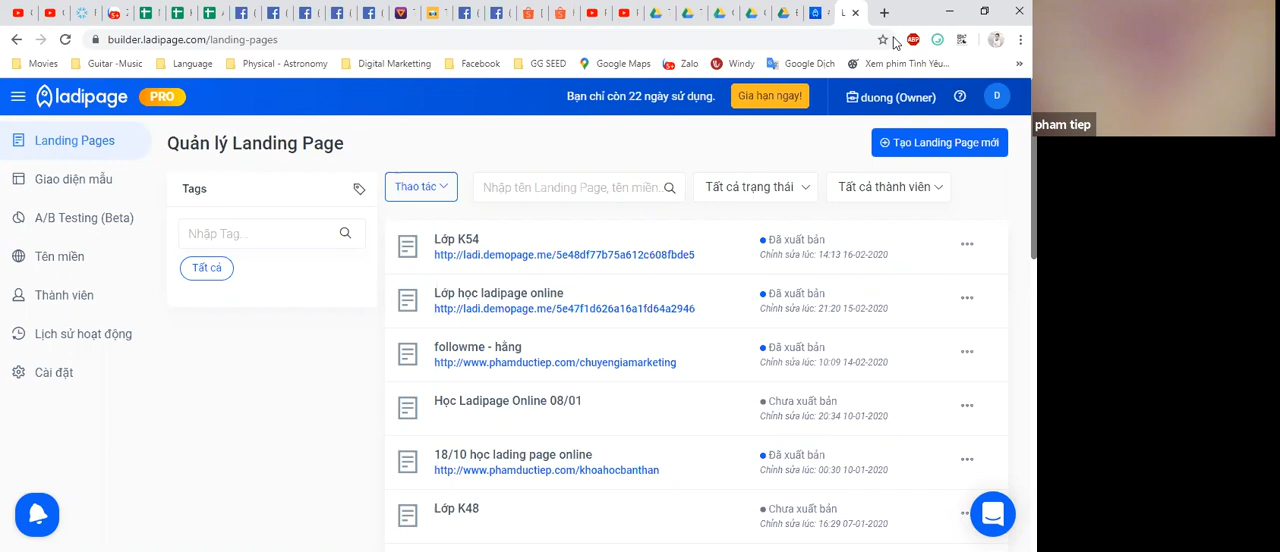 builder.ladipage.com/landing-pages
ABP
Movies
Guitar -Music
Language
Physical - Astronomy
Digital Marketting
Facebook
GG SEED
Google Maps
Zalo
Windy
Google Dịch
Xem phim Tình Yêu...
ladipage
PRO
Bạn chỉ còn 22 ngày sử dụng.
Gia hạn ngay!
duong (Owner)
D
pham tiep
Landing Pages
Giao diện mẫu
A/B Testing (Beta)
Tên miền
Thành viên
Lịch sử hoạt động
Cài đặt
Quản lý Landing Page
Tạo Landing Page mới
Tags
Nhập Tag...
Tất cả
Thao tác
Nhập tên Landing Page, tên miền...
Tất cả trạng thái
Tất cả thành viên
Lớp K54
http://ladi.demopage.me/5e48df77b75a612c608fbde5
Đã xuất bản
Chỉnh sửa lúc: 14:13 16-02-2020
Lớp học ladipage online
http://ladi.demopage.me/5e47f1d626a16a1fd64a2946
Đã xuất bản
Chỉnh sửa lúc: 21:20 15-02-2020
followme - hằng
http://www.phamductiep.com/chuyengiamarketing
Đã xuất bản
Chỉnh sửa lúc: 10:09 14-02-2020
Học Ladipage Online 08/01
Chưa xuất bản
Chỉnh sửa lúc: 20:34 10-01-2020
18/10 học lading page online
http://www.phamductiep.com/khoahocbanthan
Đã xuất bản
Chỉnh sửa lúc: 00:30 10-01-2020
Lớp K48
Chưa xuất bản
Chỉnh sửa lúc: 16:29 07-01-2020